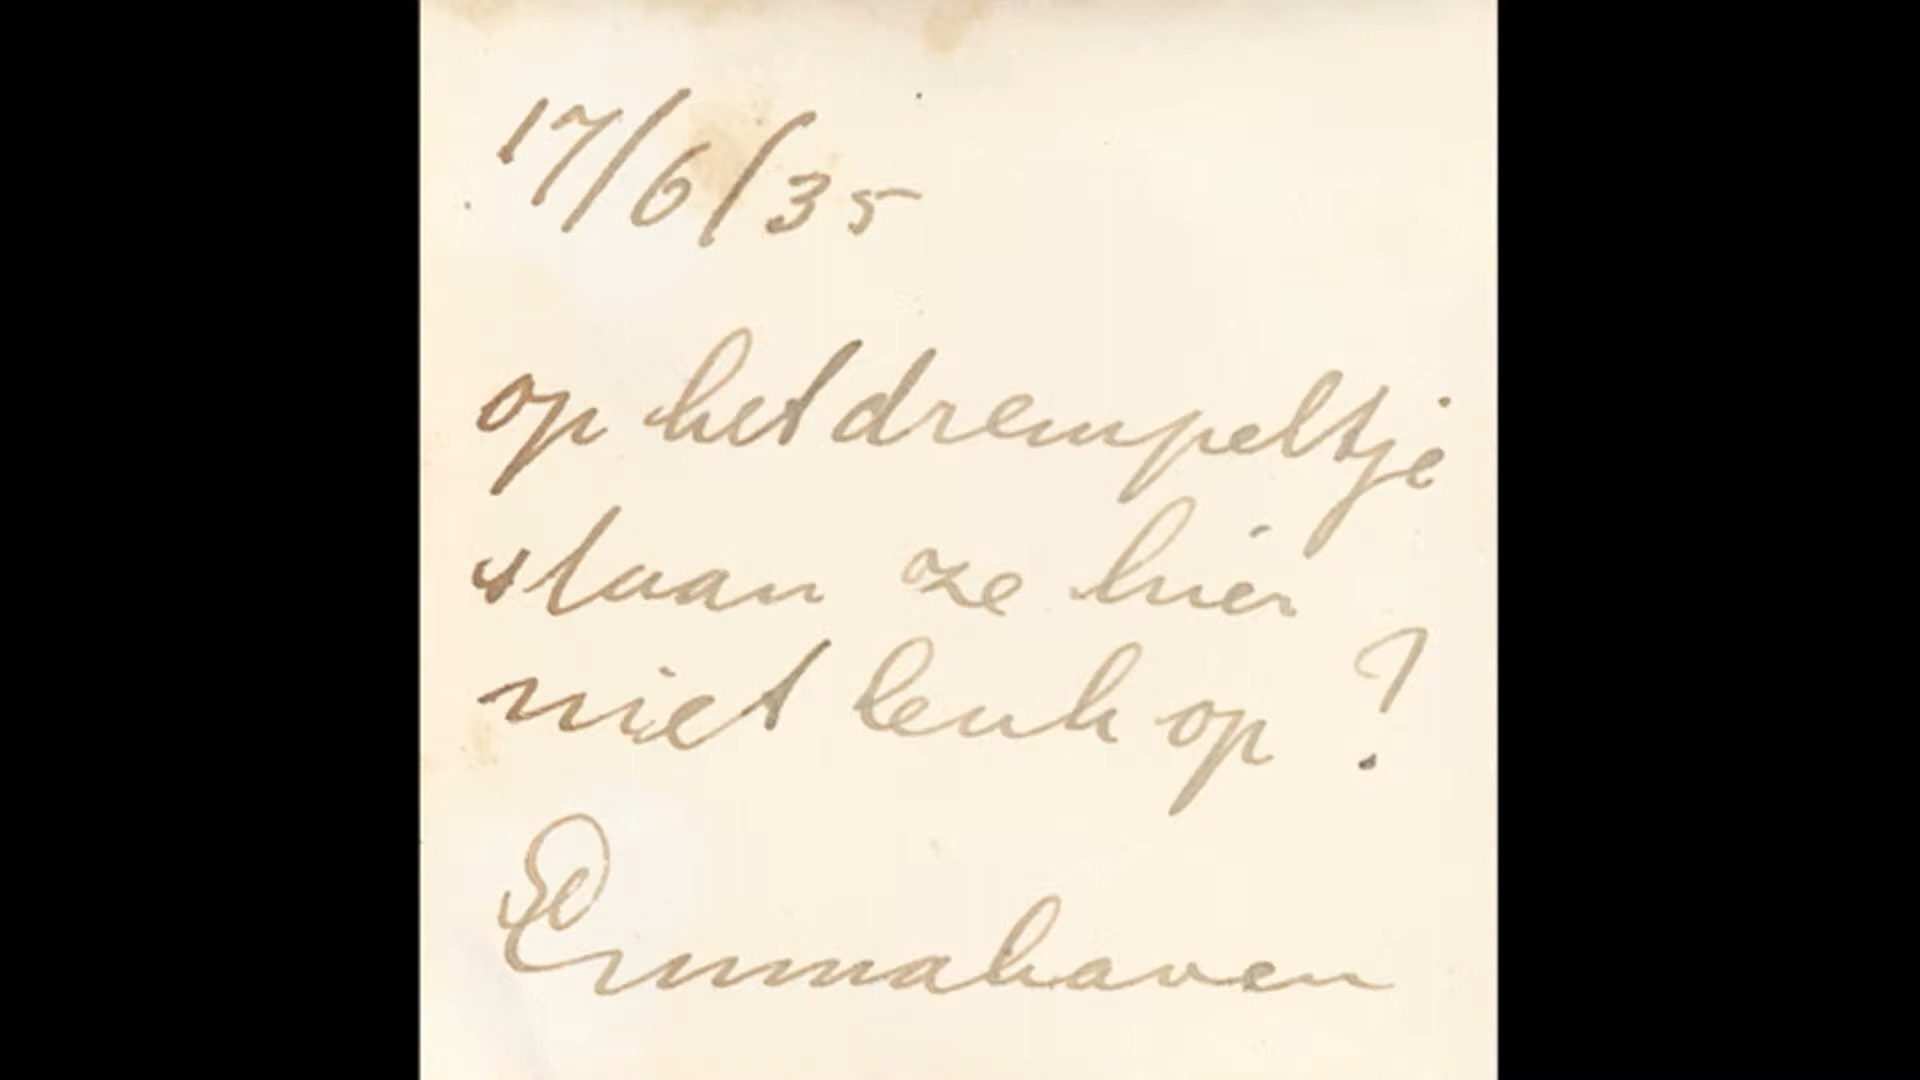 17/6/35
op het drempeltje
staan ze hier
niet leuk op?
Emmahaven